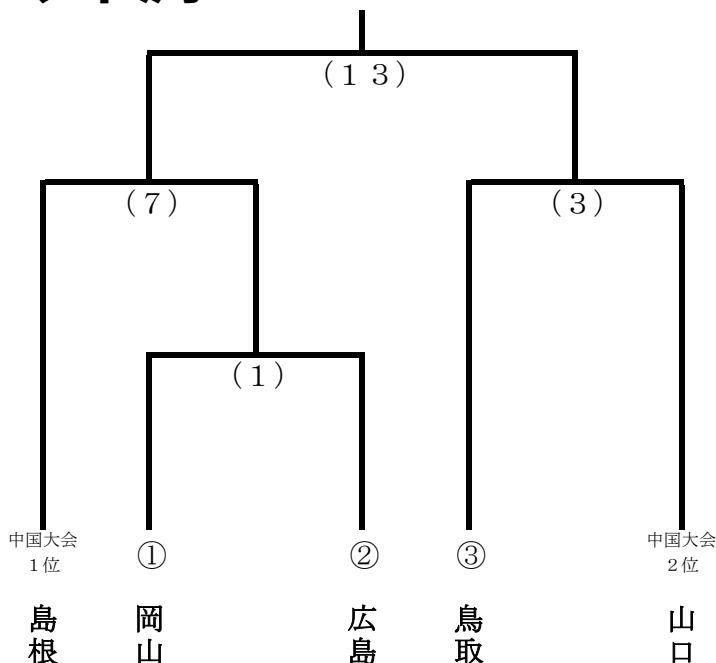 (１３)
(７)
(３)
(１)
中国大会
１位
①
②
③
中国大会
２位
島根
岡山
広島
鳥取
山口